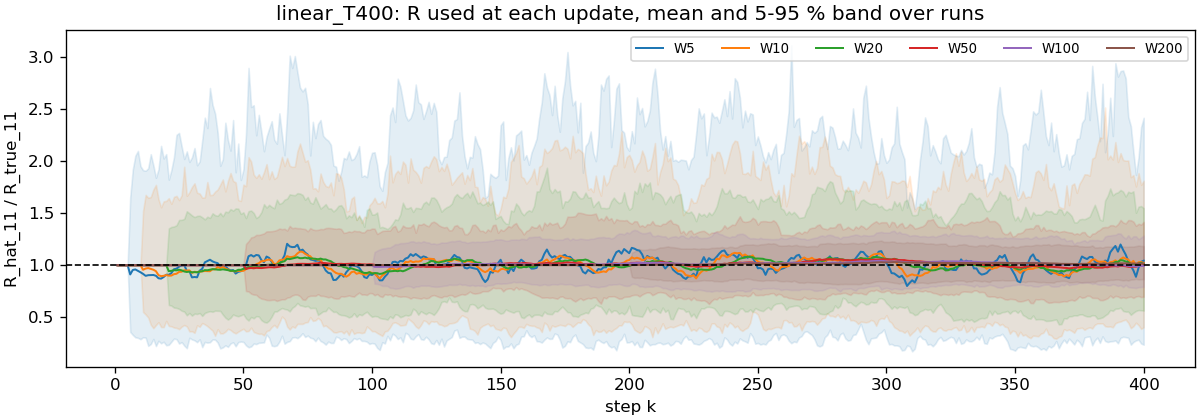 linear_T400: R used at each update, mean and 5-95 % band over runs
W5 W10 W20 W50 W100 W200
R_hat_11 / R_true_11
3.0
2.5
2.0
1.5
1.0
0.5
0 50 100 150 200 250 300 350 400
step k